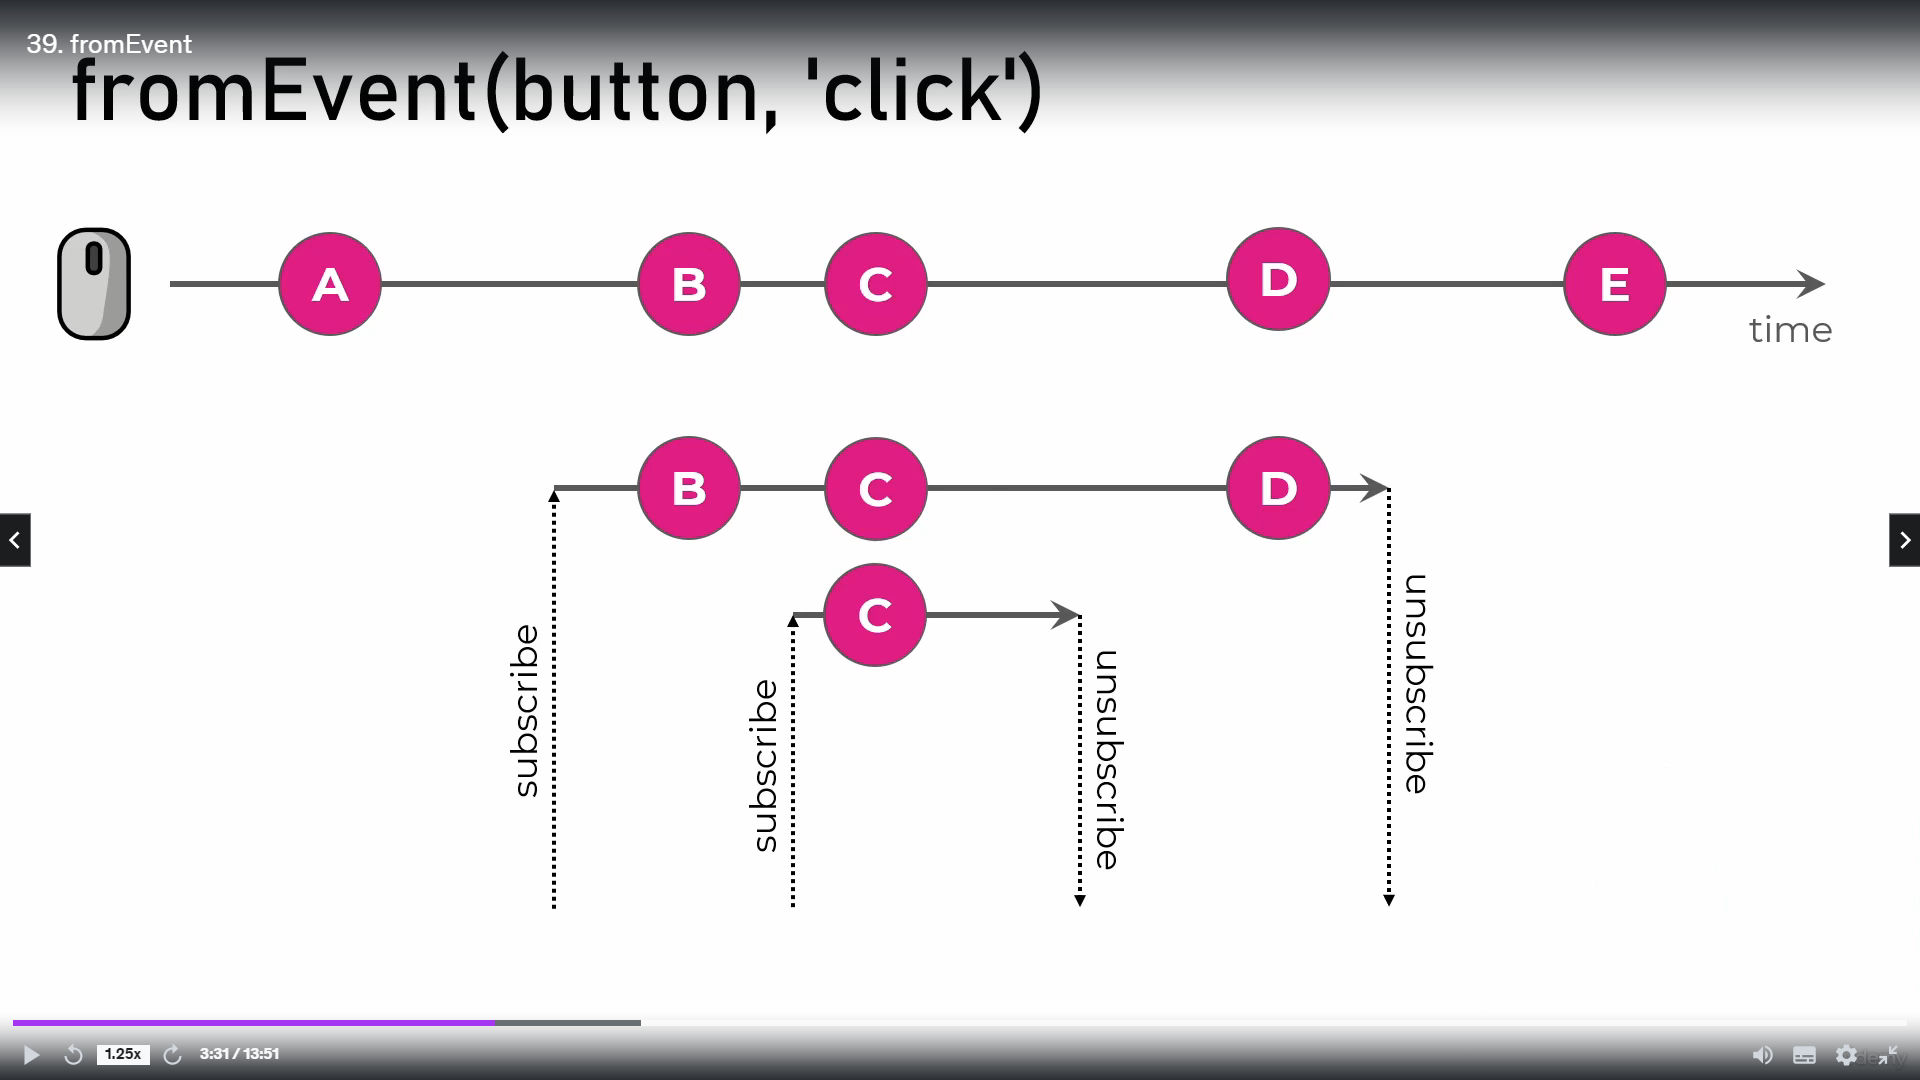 39. fromEvent
fromEvent(button, 'click')
A B C D E
time
B C D
C
subscribe
subscribe
unsubscribe
unsubscribe
1.25x
3:31 / 13:51